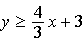 y ≥ 4/3 x + 3